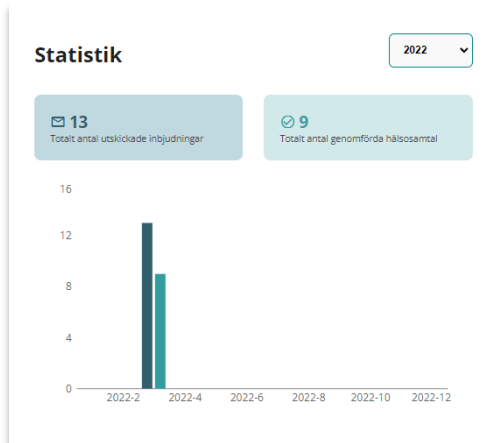 Statistik
2022
13
Totalt antal utskickade inbjudningar
9
Totalt antal genomförda hälsosamtal
16
12
8
4
0
2022-2 2022-4 2022-6 2022-8 2022-10 2022-12